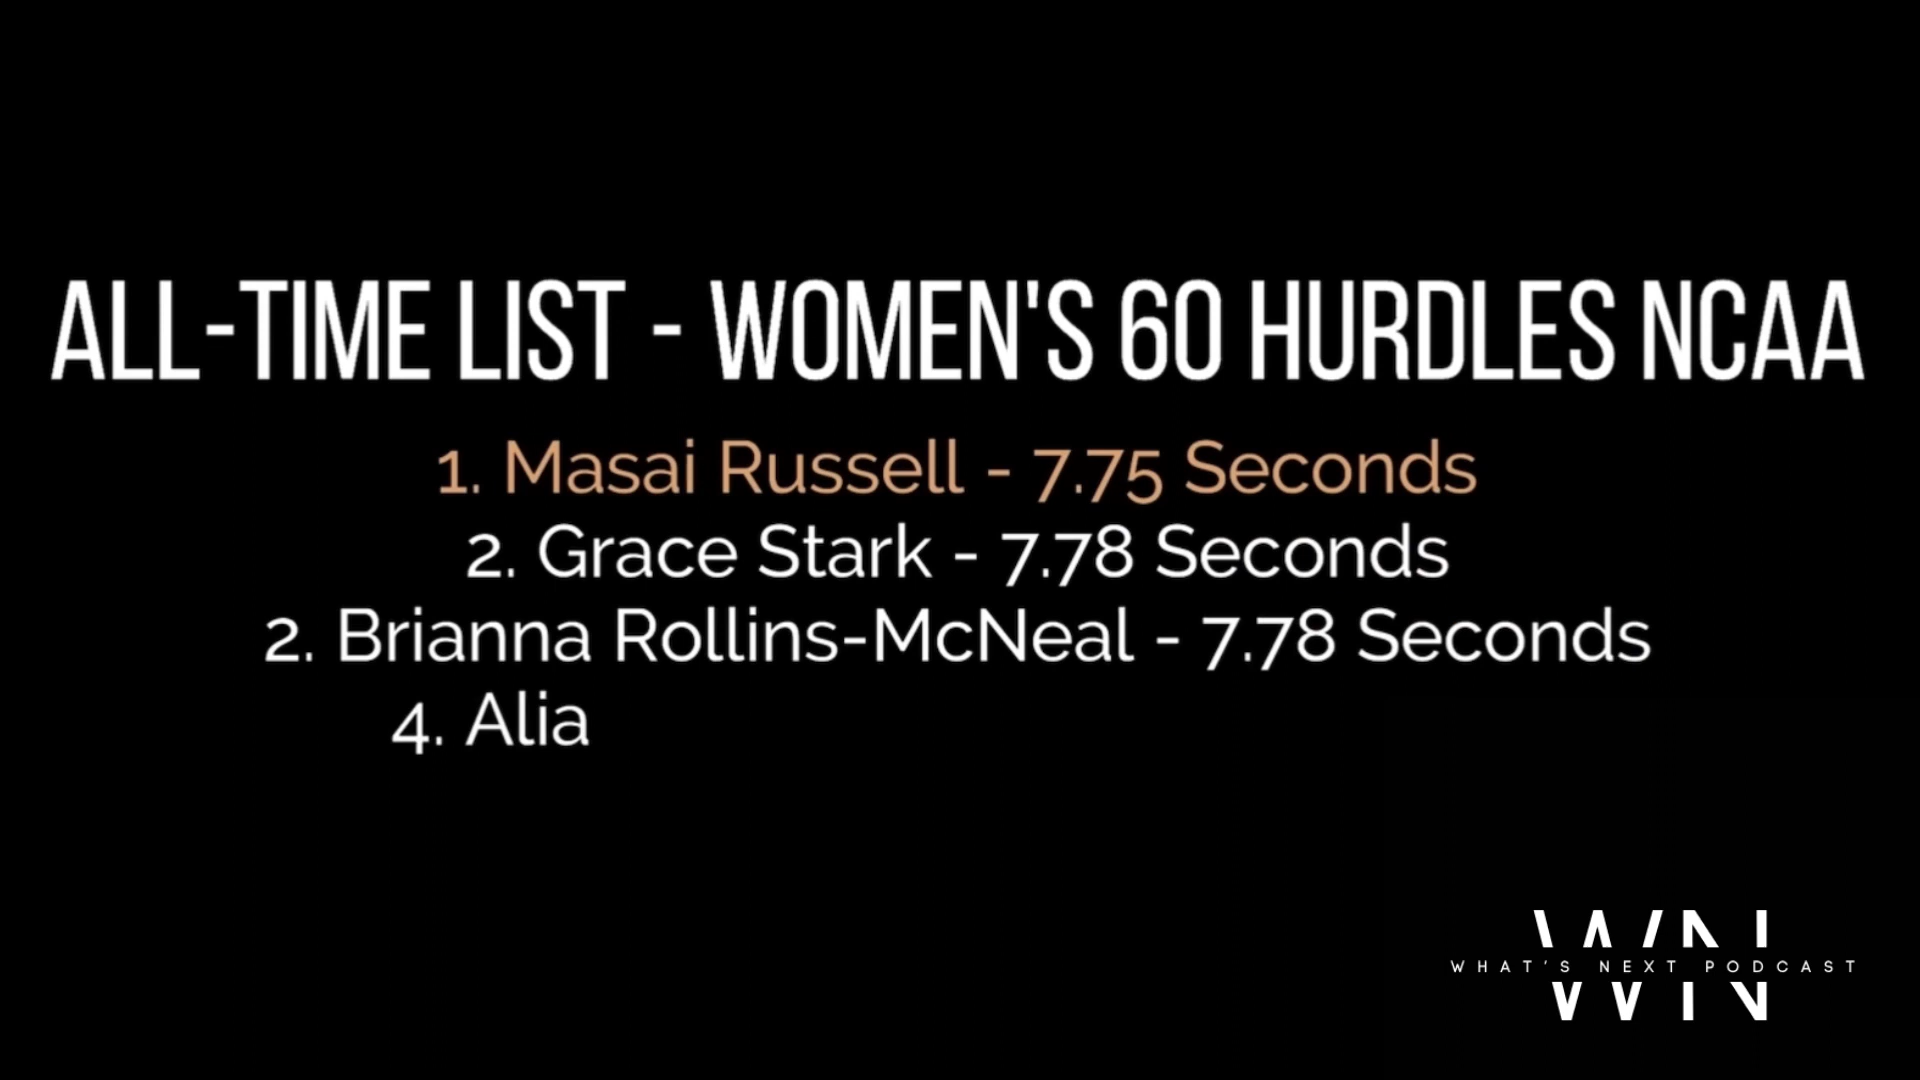 ALL-TIME LIST - WOMEN'S 60 HURDLES NCAA
1. Masai Russell - 7.75 Seconds
2. Grace Stark - 7.78 Seconds
2. Brianna Rollins-McNeal - 7.78 Seconds
4. Alia
WN
WHAT'S NEXT PODCAST